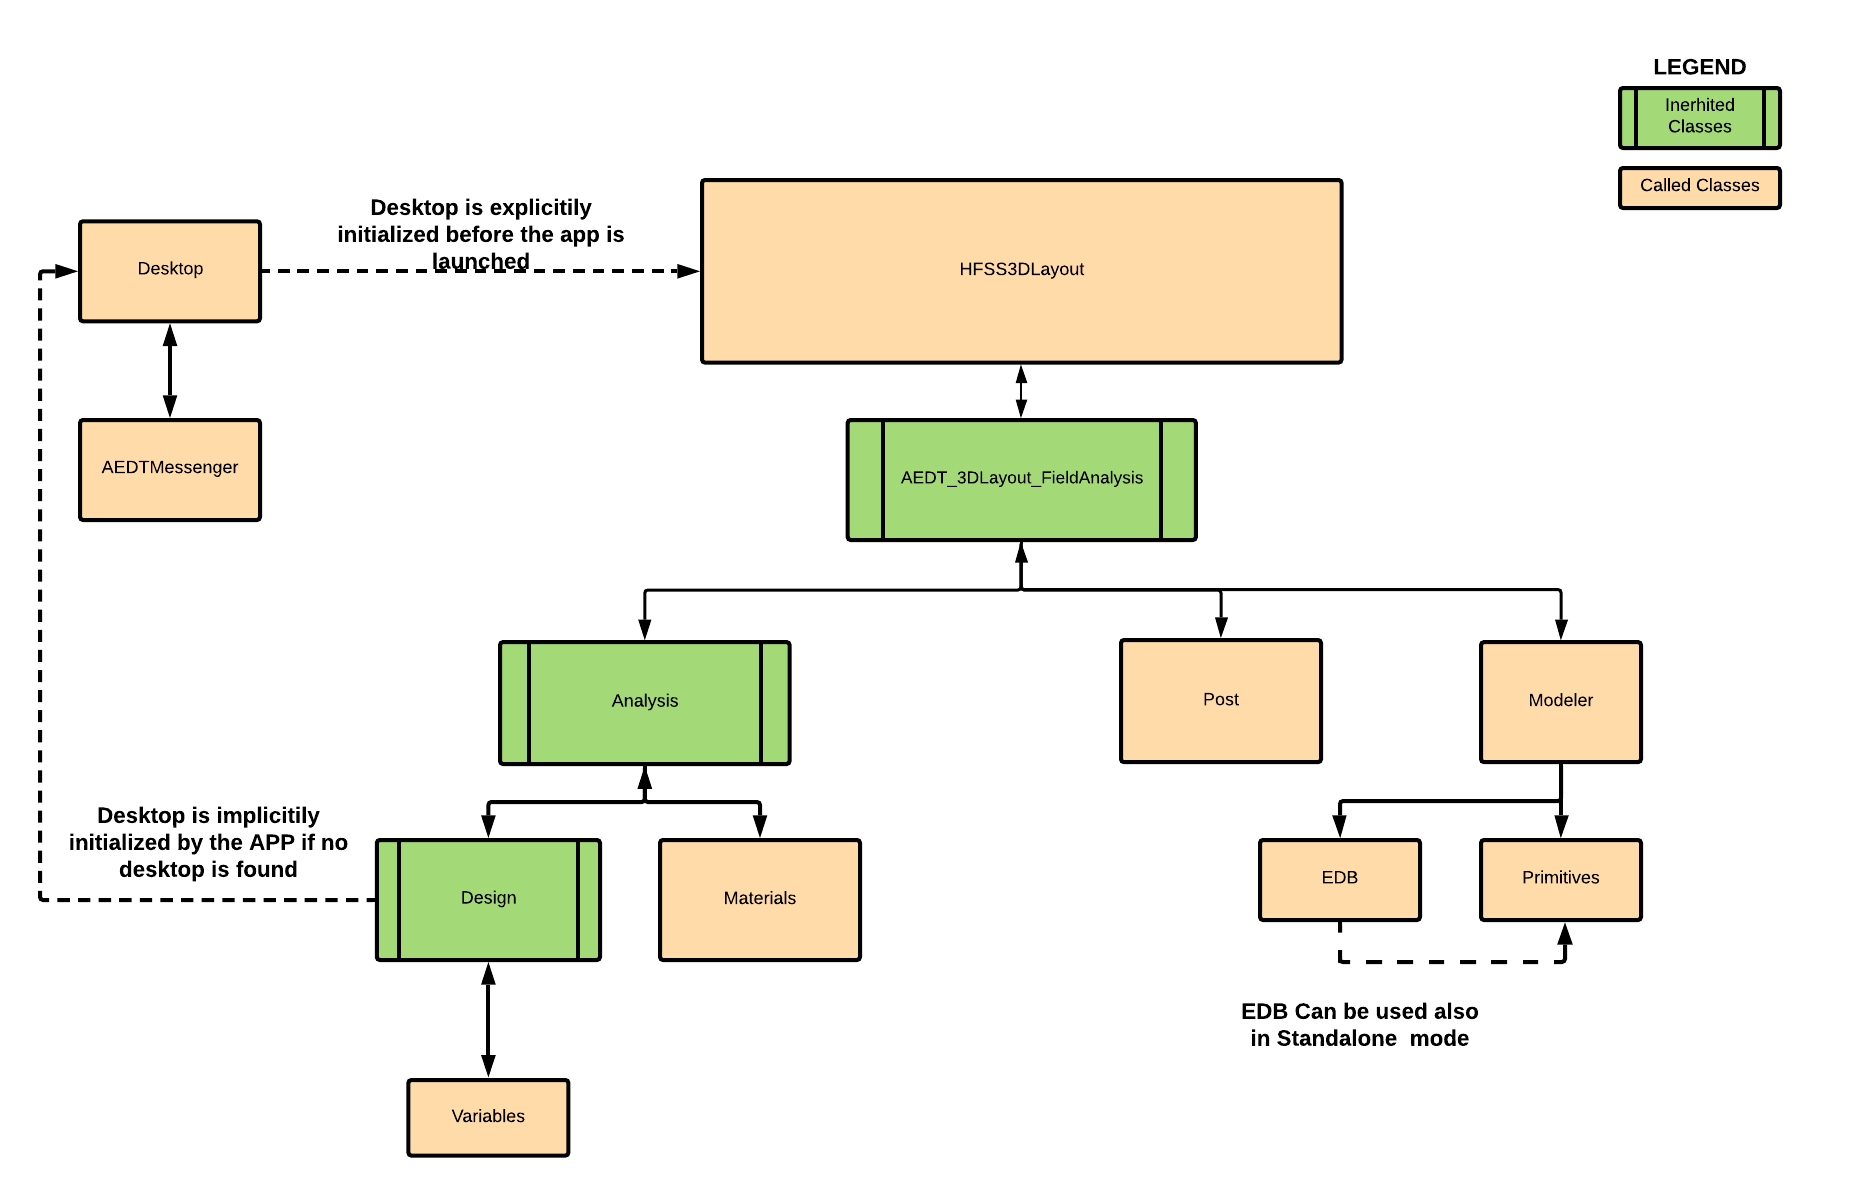 LEGEND
Inerhited
Classes
Called Classes
Desktop is explicitily
initialized before the app is
launched
Desktop
HFSS3DLayout
AEDTMessenger
AEDT_3DLayout_FieldAnalysis
Analysis
Post
Modeler
Desktop is implicitily
initialized by the APP if no
desktop is found
Design
Materials
EDB
Primitives
EDB Can be used also
in Standalone  mode
Variables